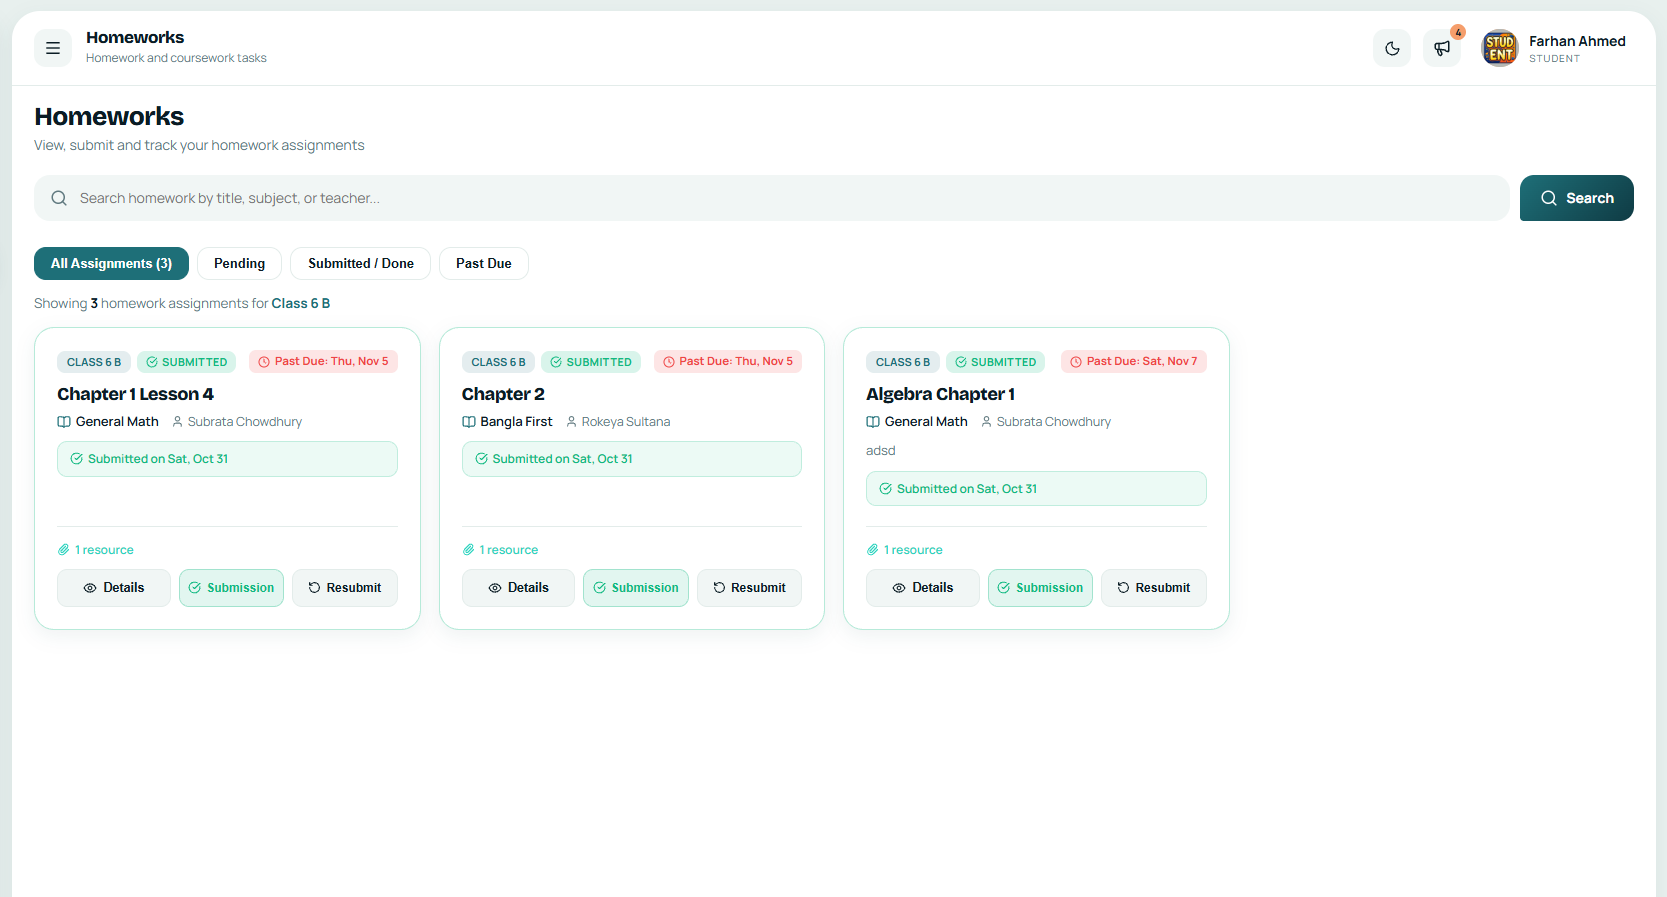 Homeworks
Homework and coursework tasks
4
STUD
ENT
Farhan Ahmed
STUDENT
Homeworks
View, submit and track your homework assignments
Search homework by title, subject, or teacher...
Search
All Assignments (3)
Pending
Submitted / Done
Past Due
Showing 3 homework assignments for Class 6 B
CLASS 6 B
SUBMITTED
Past Due: Thu, Nov 5
Chapter 1 Lesson 4
General Math
Subrata Chowdhury
Submitted on Sat, Oct 31
1 resource
Details
Submission
Resubmit
CLASS 6 B
SUBMITTED
Past Due: Thu, Nov 5
Chapter 2
Bangla First
Rokeya Sultana
Submitted on Sat, Oct 31
1 resource
Details
Submission
Resubmit
CLASS 6 B
SUBMITTED
Past Due: Sat, Nov 7
Algebra Chapter 1
General Math
Subrata Chowdhury
adsd
Submitted on Sat, Oct 31
1 resource
Details
Submission
Resubmit